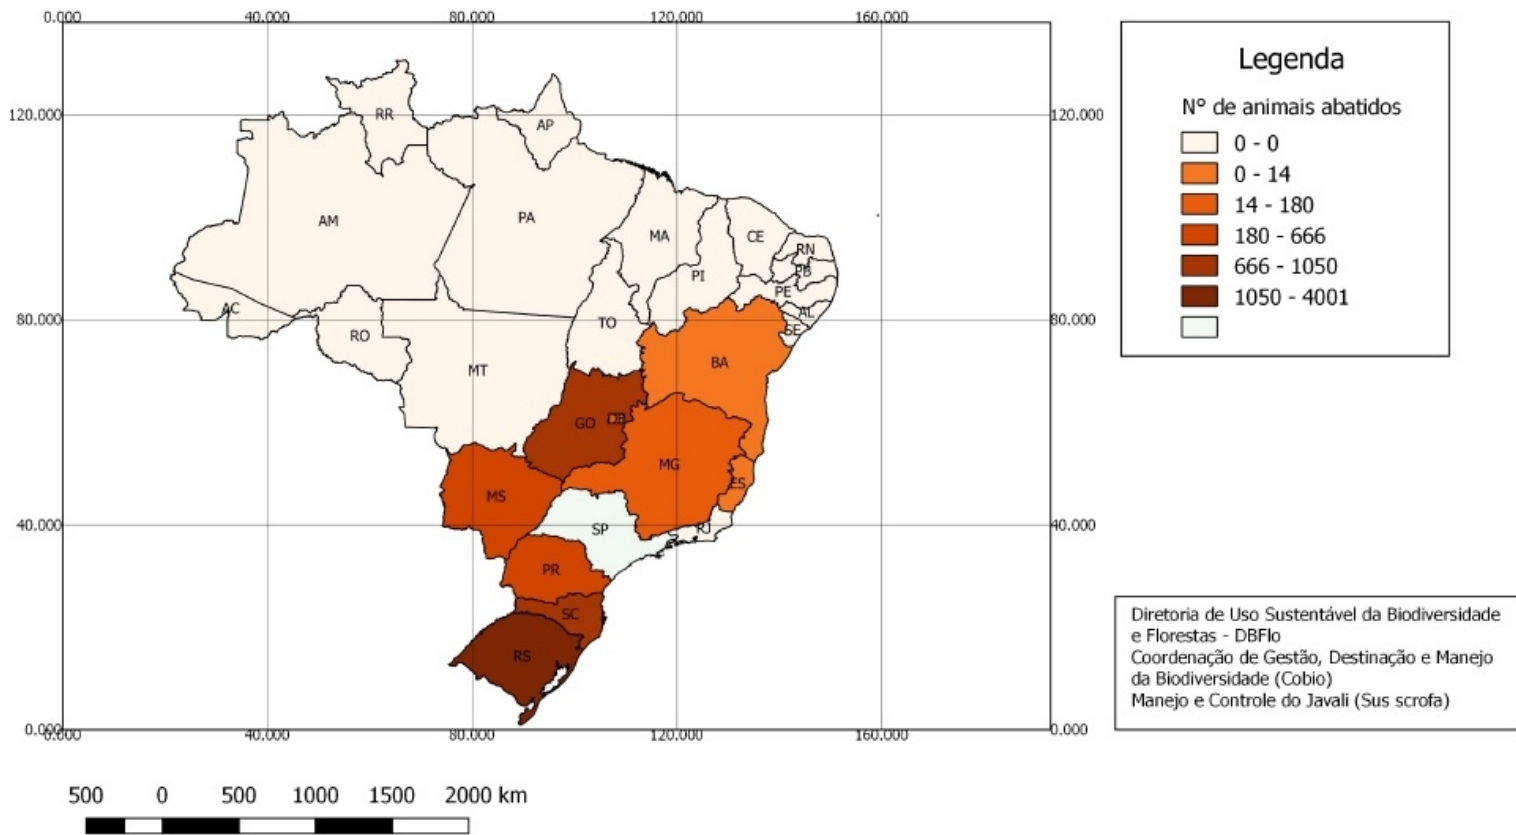 0.000 40.000 80.000 120.000 160.000
120.000 120.000
80.000 80.000
40.000 40.000
0.000 0.000
0.000 40.000 80.000 120.000 160.000
RR
AP
AM
PA
MA
CE
RN
PB
PI
PE
AL
SE
AC
RO
TO
MT
BA
GO
DF
MG
ES
MS
SP
RJ
PR
SC
RS
500 0 500 1000 1500 2000 km
Legenda
N° de animais abatidos
0 - 0
0 - 14
14 - 180
180 - 666
666 - 1050
1050 - 4001
Diretoria de Uso Sustentável da Biodiversidade
e Florestas - DBFlo
Coordenação de Gestão, Destinação e Manejo
da Biodiversidade (Cobio)
Manejo e Controle do Javali (Sus scrofa)